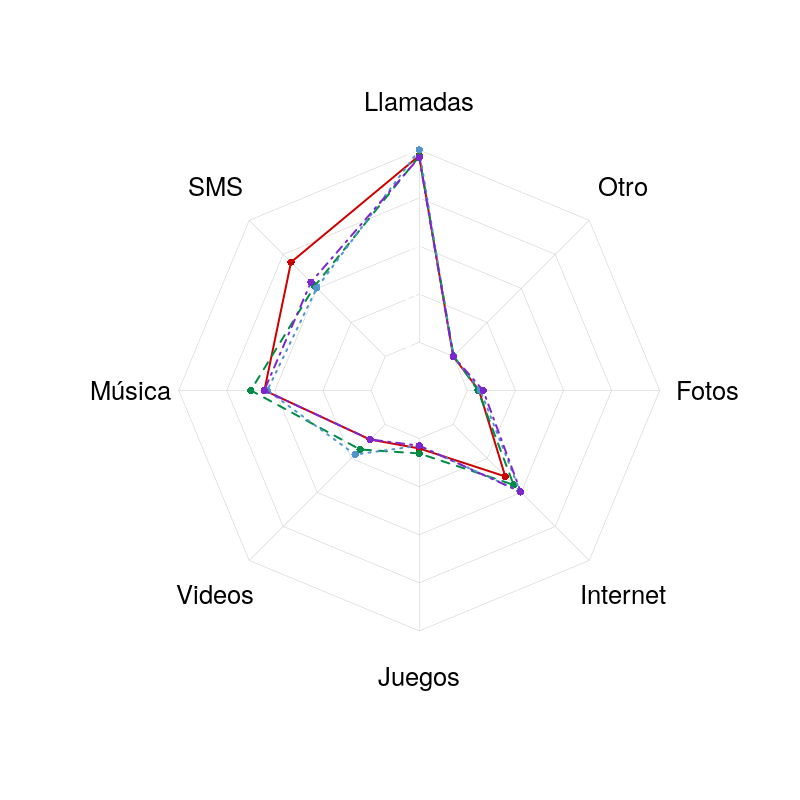 Llamadas
SMS
Otro
Música
Fotos
Videos
Internet
Juegos